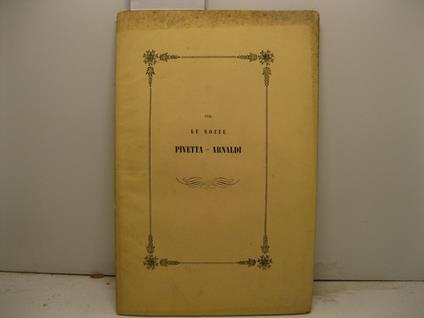 PER
LE NOZZE
PIVETTA - ARNALDI